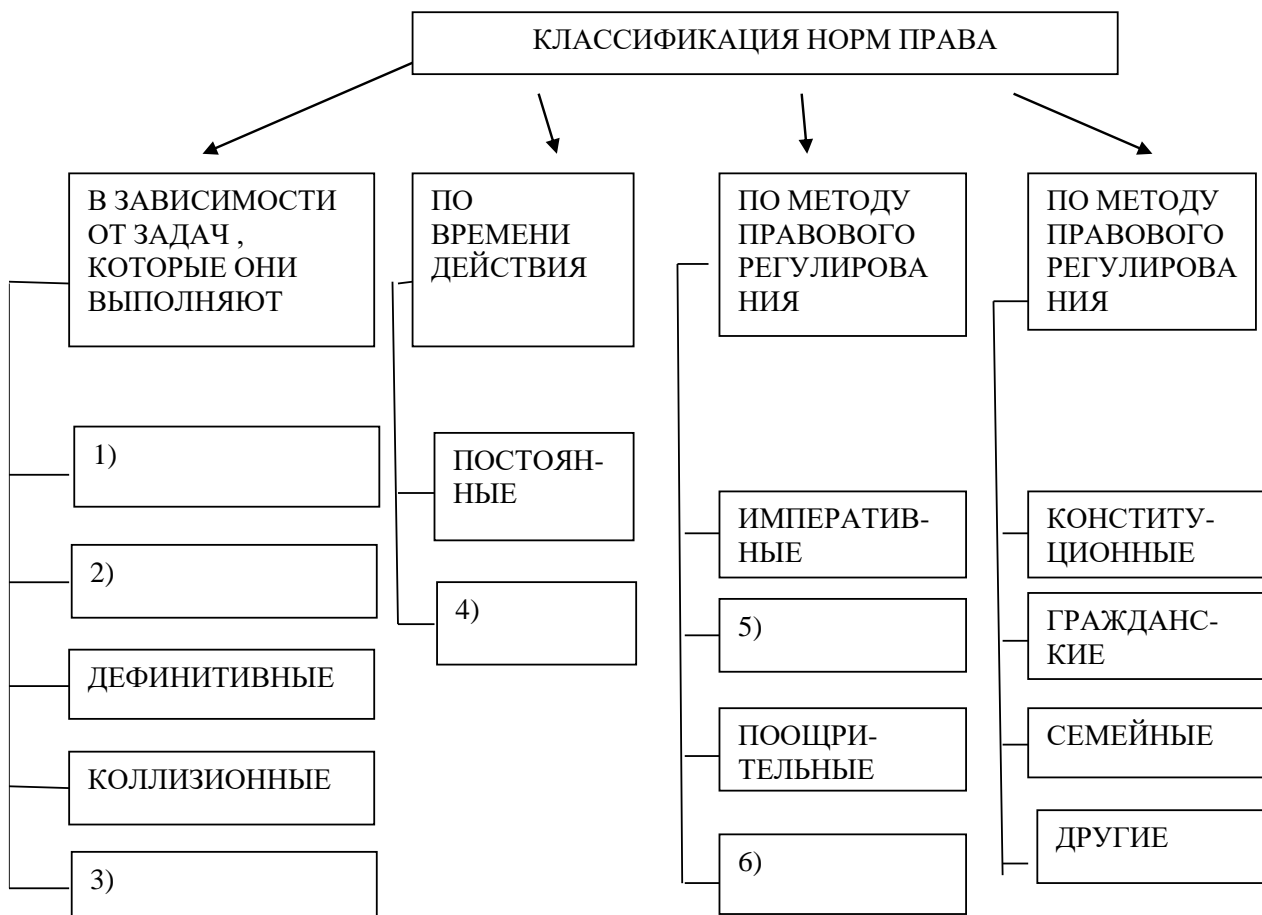 КЛАССИФИКАЦИЯ НОРМ ПРАВА
В ЗАВИСИМОСТИ
ОТ ЗАДАЧ ,
КОТОРЫЕ ОНИ
ВЫПОЛНЯЮТ
1)
2)
ДЕФИНИТИВНЫЕ
КОЛЛИЗИОННЫЕ
3)
ПО
ВРЕМЕНИ
ДЕЙСТВИЯ
ПОСТОЯН-
НЫЕ
4)
ПО МЕТОДУ
ПРАВОВОГО
РЕГУЛИРОВА
НИЯ
ИМПЕРАТИВ-
НЫЕ
5)
ПООЩРИ-
ТЕЛЬНЫЕ
6)
ПО МЕТОДУ
ПРАВОВОГО
РЕГУЛИРОВА
НИЯ
КОНСТИТУ-
ЦИОННЫЕ
ГРАЖДАНС-
КИЕ
СЕМЕЙНЫЕ
ДРУГИЕ